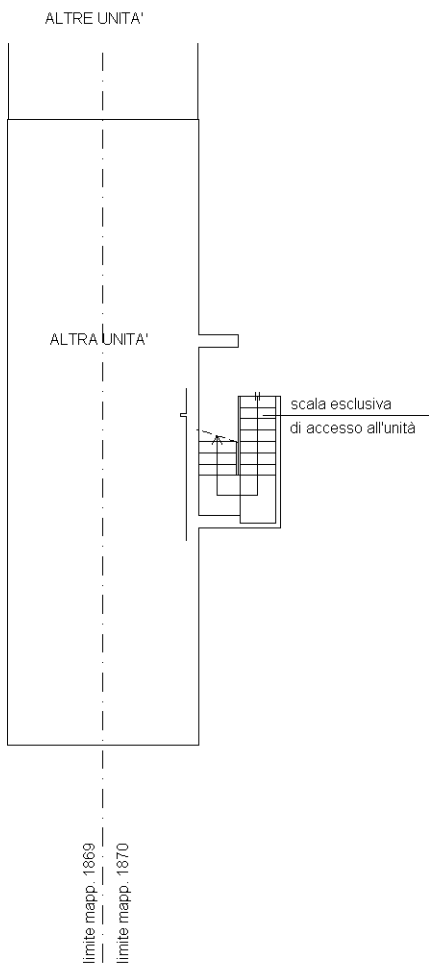 ALTRE UNITA'
ALTRA UNITA'
scala esclusiva
di accesso all'unità
limite mapp. 1869
limite mapp. 1870